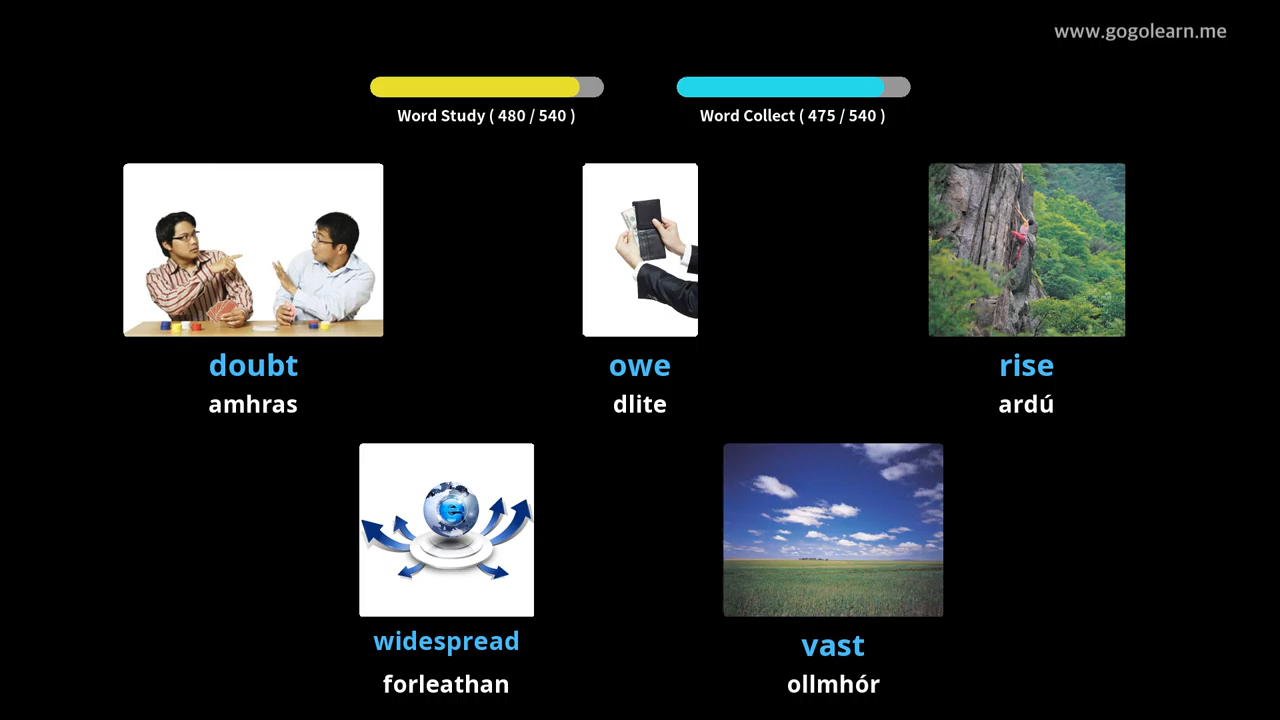 www.gogolearn.me
Word Study ( 480 / 540 )
Word Collect ( 475 / 540 )
doubt
amhras
owe
dlite
rise
ardú
e
widespread
forleathan
vast
ollmhór